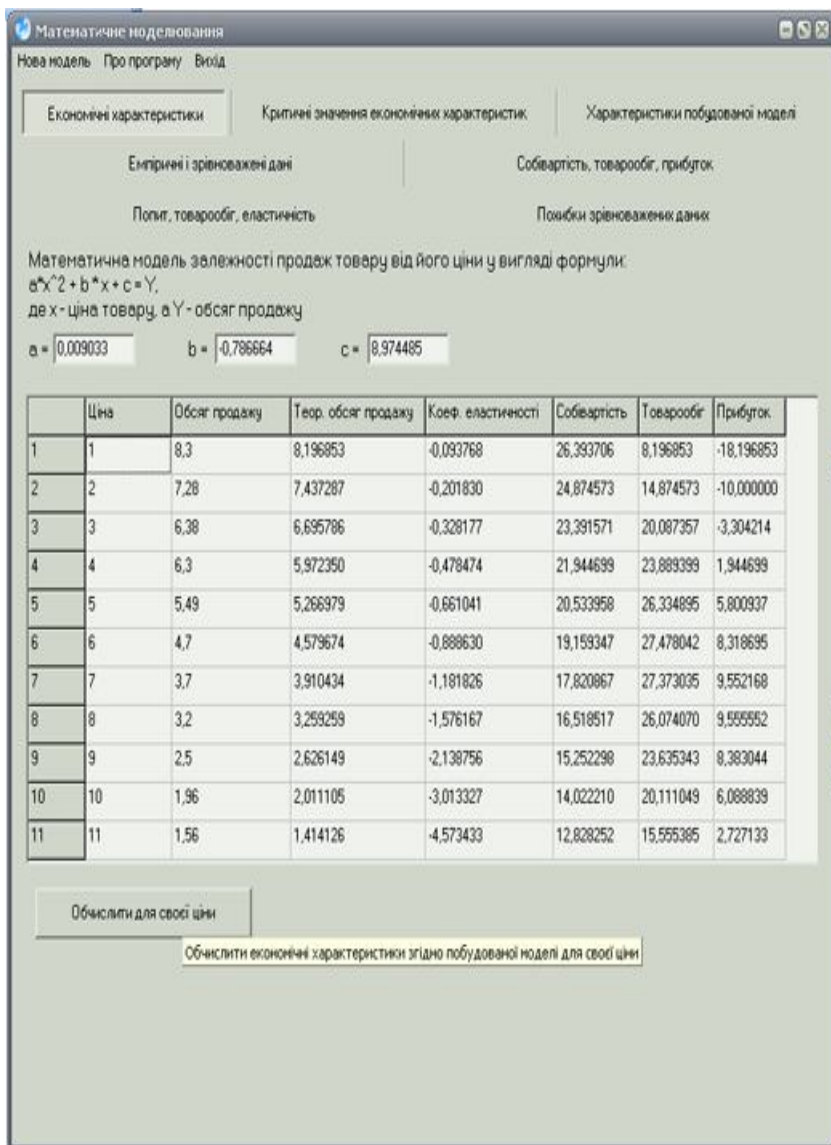 Математичне моделювання
Нова модель Про програму Вихід
Економічні характеристики Критичні значення економічних характеристик Характеристики побудованої моделі
Емпіричні і зрівноважені дані Собівартість, товарообіг, прибуток
Попит, товарообіг, еластичність Похибки зрівноважених даних
Математична модель залежності продаж товару від його ціни у вигляді формули:
a*x^2 + b * x + c = Y,
де x - ціна товару, а Y - обсяг продажу
a = 0,009033 b = -0,786664 c = 8,974485
Ціна Обсяг продажу Теор. обсяг продажу Коеф. еластичності Собівартість Товарообіг Прибуток
1 1 8,3 8,196853 -0,093768 26,393706 8,196853 -18,196853
2 2 7,28 7,437287 -0,201830 24,874573 14,874573 -10,000000
3 3 6,38 6,695786 -0,328177 23,391571 20,087357 -3,304214
4 4 6,3 5,972350 -0,478474 21,944699 23,889399 1,944699
5 5 5,49 5,266979 -0,661041 20,533958 26,334895 5,800937
6 6 4,7 4,579674 -0,888630 19,159347 27,478042 8,318695
7 7 3,7 3,910434 -1,181826 17,820867 27,373035 9,552168
8 8 3,2 3,259259 -1,576167 16,518517 26,074070 9,555552
9 9 2,5 2,626149 -2,138756 15,252298 23,635343 8,383044
10 10 1,96 2,011105 -3,013327 14,022210 20,111049 6,088839
11 11 1,56 1,414126 -4,573433 12,828252 15,555385 2,727133
Обчислити для своєї ціни
Обчислити економічні характеристики згідно побудованої моделі для своєї ціни